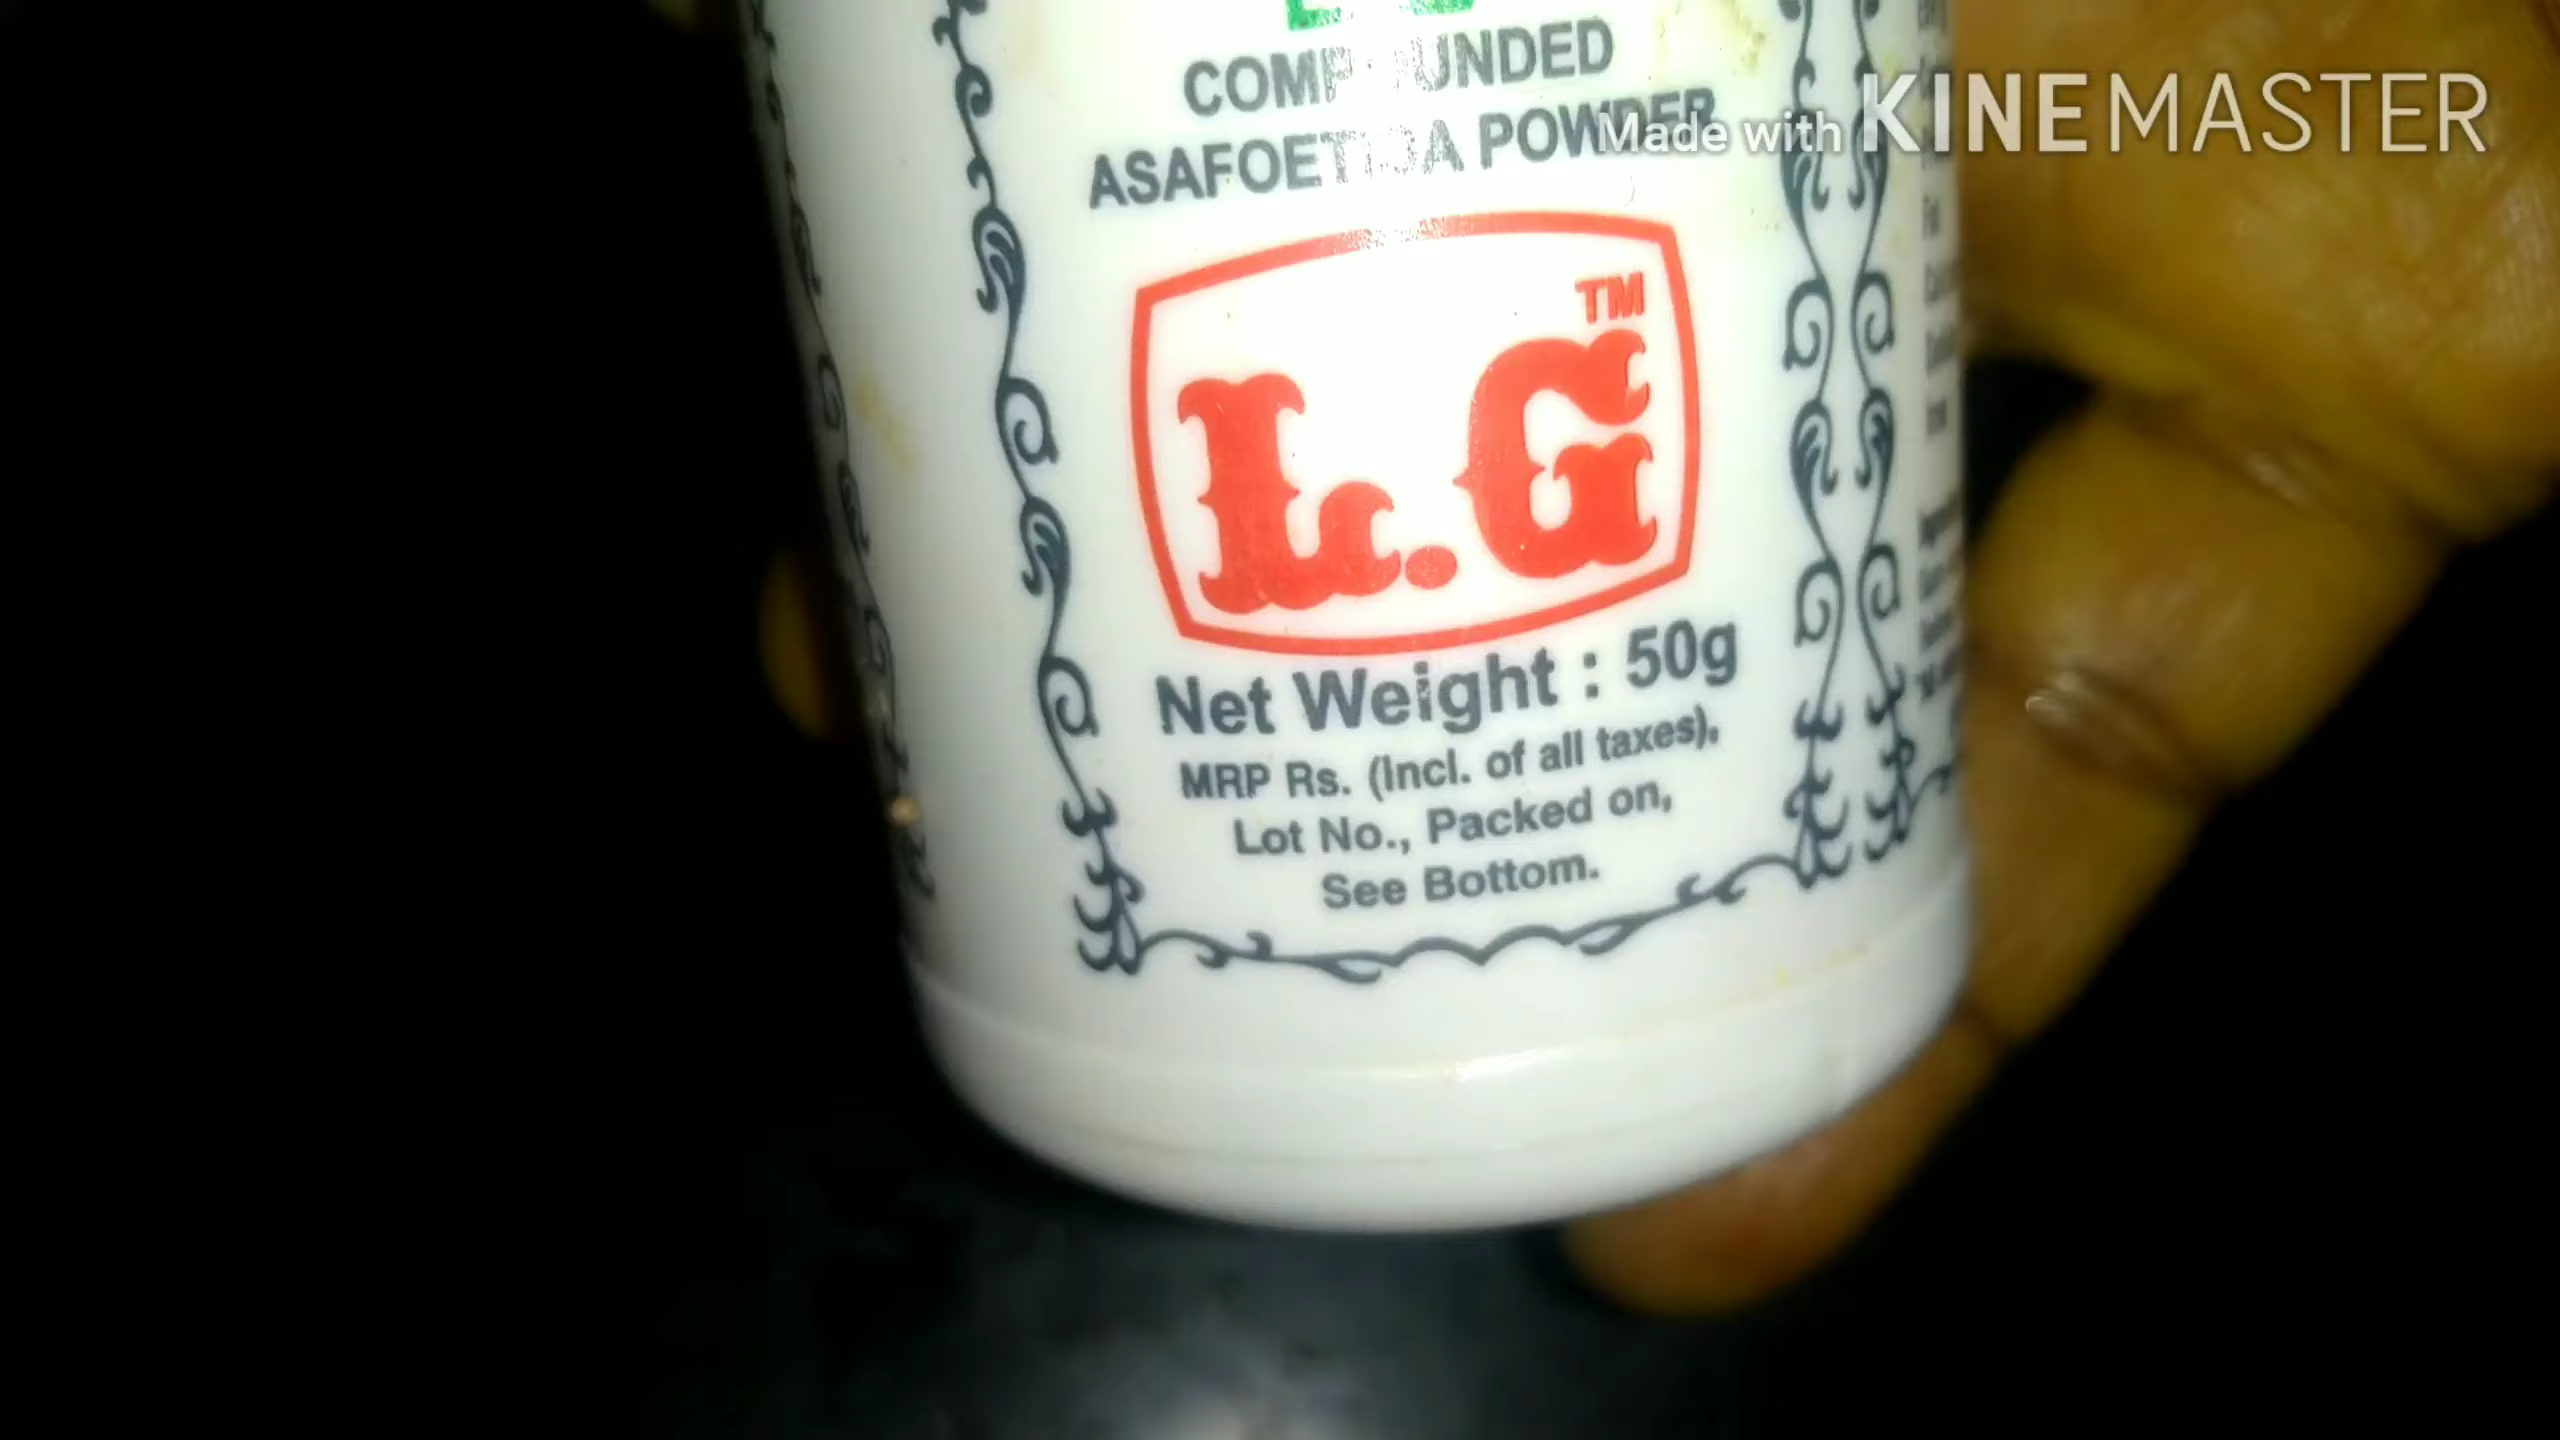 COMPOUNDED
ASAFOETIDA POWDER
Made with KINEMASTER
TM
L.G
Net Weight : 50g
MRP Rs. (Incl. of all taxes),
Lot No., Packed on,
See Bottom.